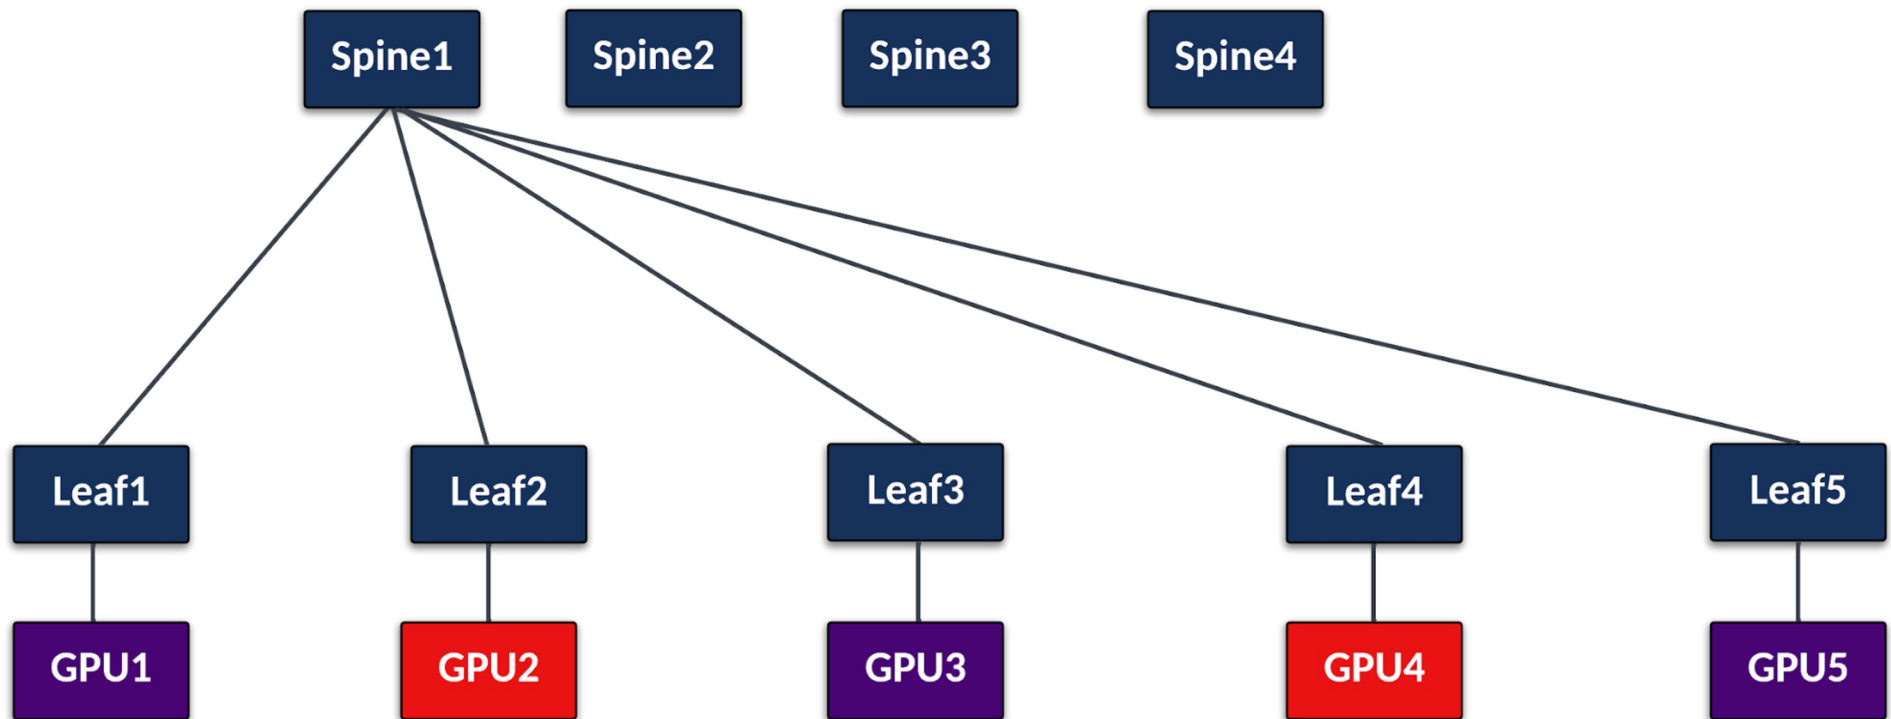 Spine1
Spine2
Spine3
Spine4
Leaf1
Leaf2
Leaf3
Leaf4
Leaf5
GPU1
GPU2
GPU3
GPU4
GPU5